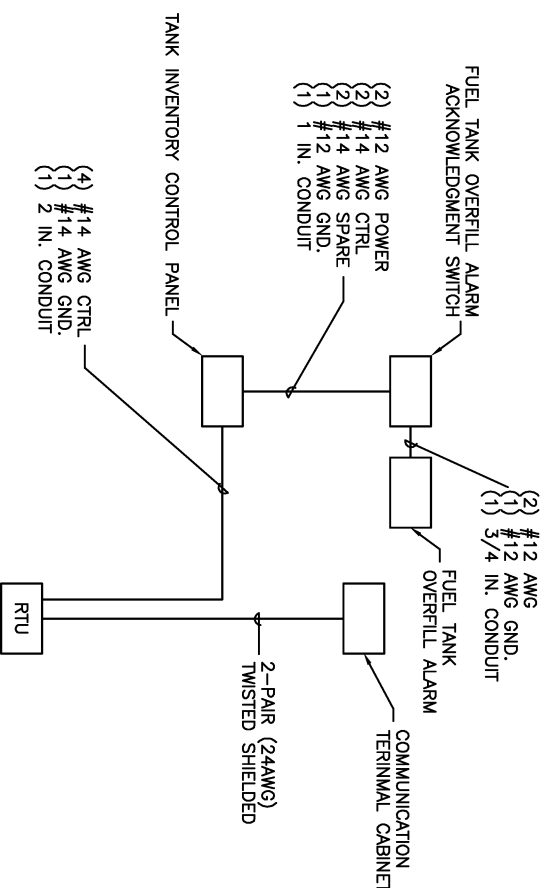 FUEL TANK OVERFILL ALARM
ACKNOWLEDGMENT SWITCH
(2) #12 AWG
(1) #12 AWG GND.
(1) 3/4 IN. CONDUIT
FUEL TANK
OVERFILL ALARM
(2) #12 AWG POWER
(2) #14 AWG CTRL
(2) #14 AWG SPARE
(1) #12 AWG GND.
(1) 1 IN. CONDUIT
COMMUNICATION
TERINMAL CABINET
TANK INVENTORY CONTROL PANEL
2-PAIR (24AWG)
TWISTED SHIELDED
(4) #14 AWG CTRL
(1) #14 AWG GND.
(1) 2 IN. CONDUIT
RTU